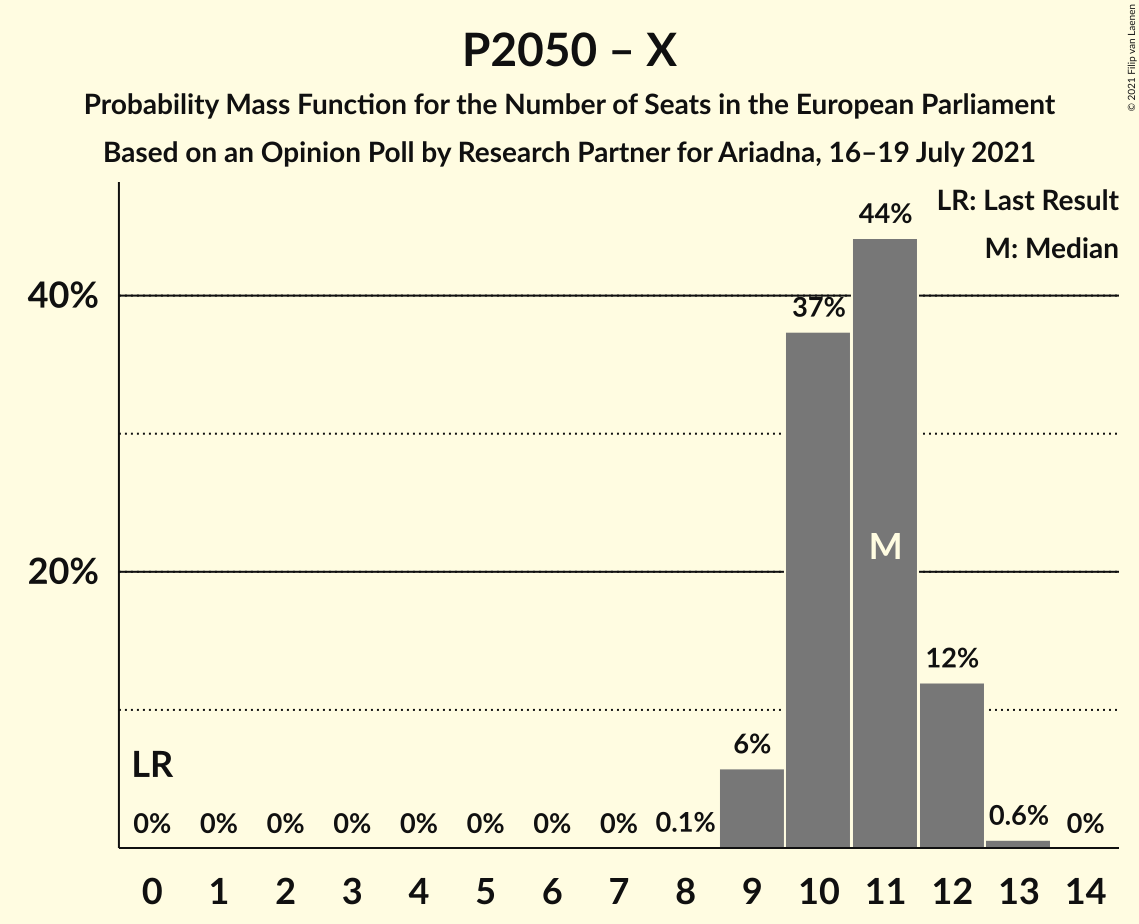 P2050 – X
Probability Mass Function for the Number of Seats in the European Parliament
Based on an Opinion Poll by Research Partner for Ariadna, 16–19 July 2021
© 2021 Filip van Laenen
LR: Last Result
M: Median
44%
40%
37%
M
20%
12%
LR
6%
0% 0% 0% 0% 0% 0% 0% 0% 0.1% 0.6% 0%
0 1 2 3 4 5 6 7 8 9 10 11 12 13 14